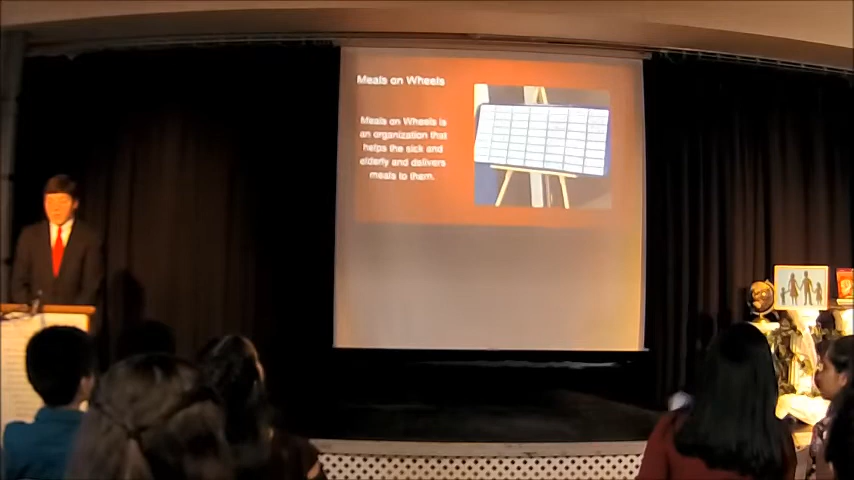 Meals on Wheels
Meals on Wheels is
an organization that
helps the sick and
elderly and delivers
meals to them.